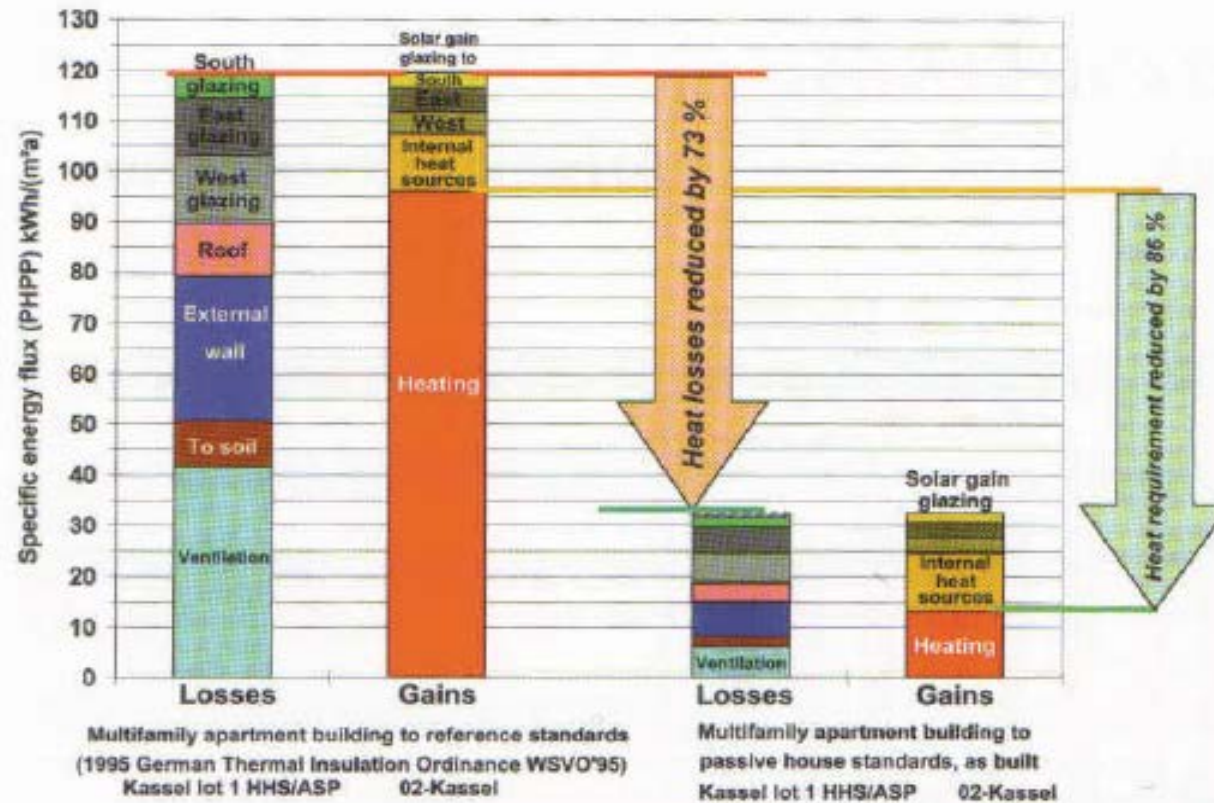 Specific energy flux (PHPP) kWh/(m²a)
130
120
110
100
90
80
70
60
50
40
30
20
10
0
South
glazing
East
glazing
West
glazing
Roof
External
wall
To soil
Ventilation
Losses
Solar gain
glazing to
South
East
West
Internal
heat
sources
Heating
Gains
Heat losses reduced by 73 %
Ventilation
Losses
Solar gain
glazing
Internal
heat
sources
Heating
Gains
Heat requirement reduced by 86 %
Multifamily apartment building to reference standards
(1995 German Thermal Insulation Ordinance WSVO'95)
Kassel lot 1 HHS/ASP 02-Kassel
Multifamily apartment building to
passive house standards, as built
Kassel lot 1 HHS/ASP 02-Kassel